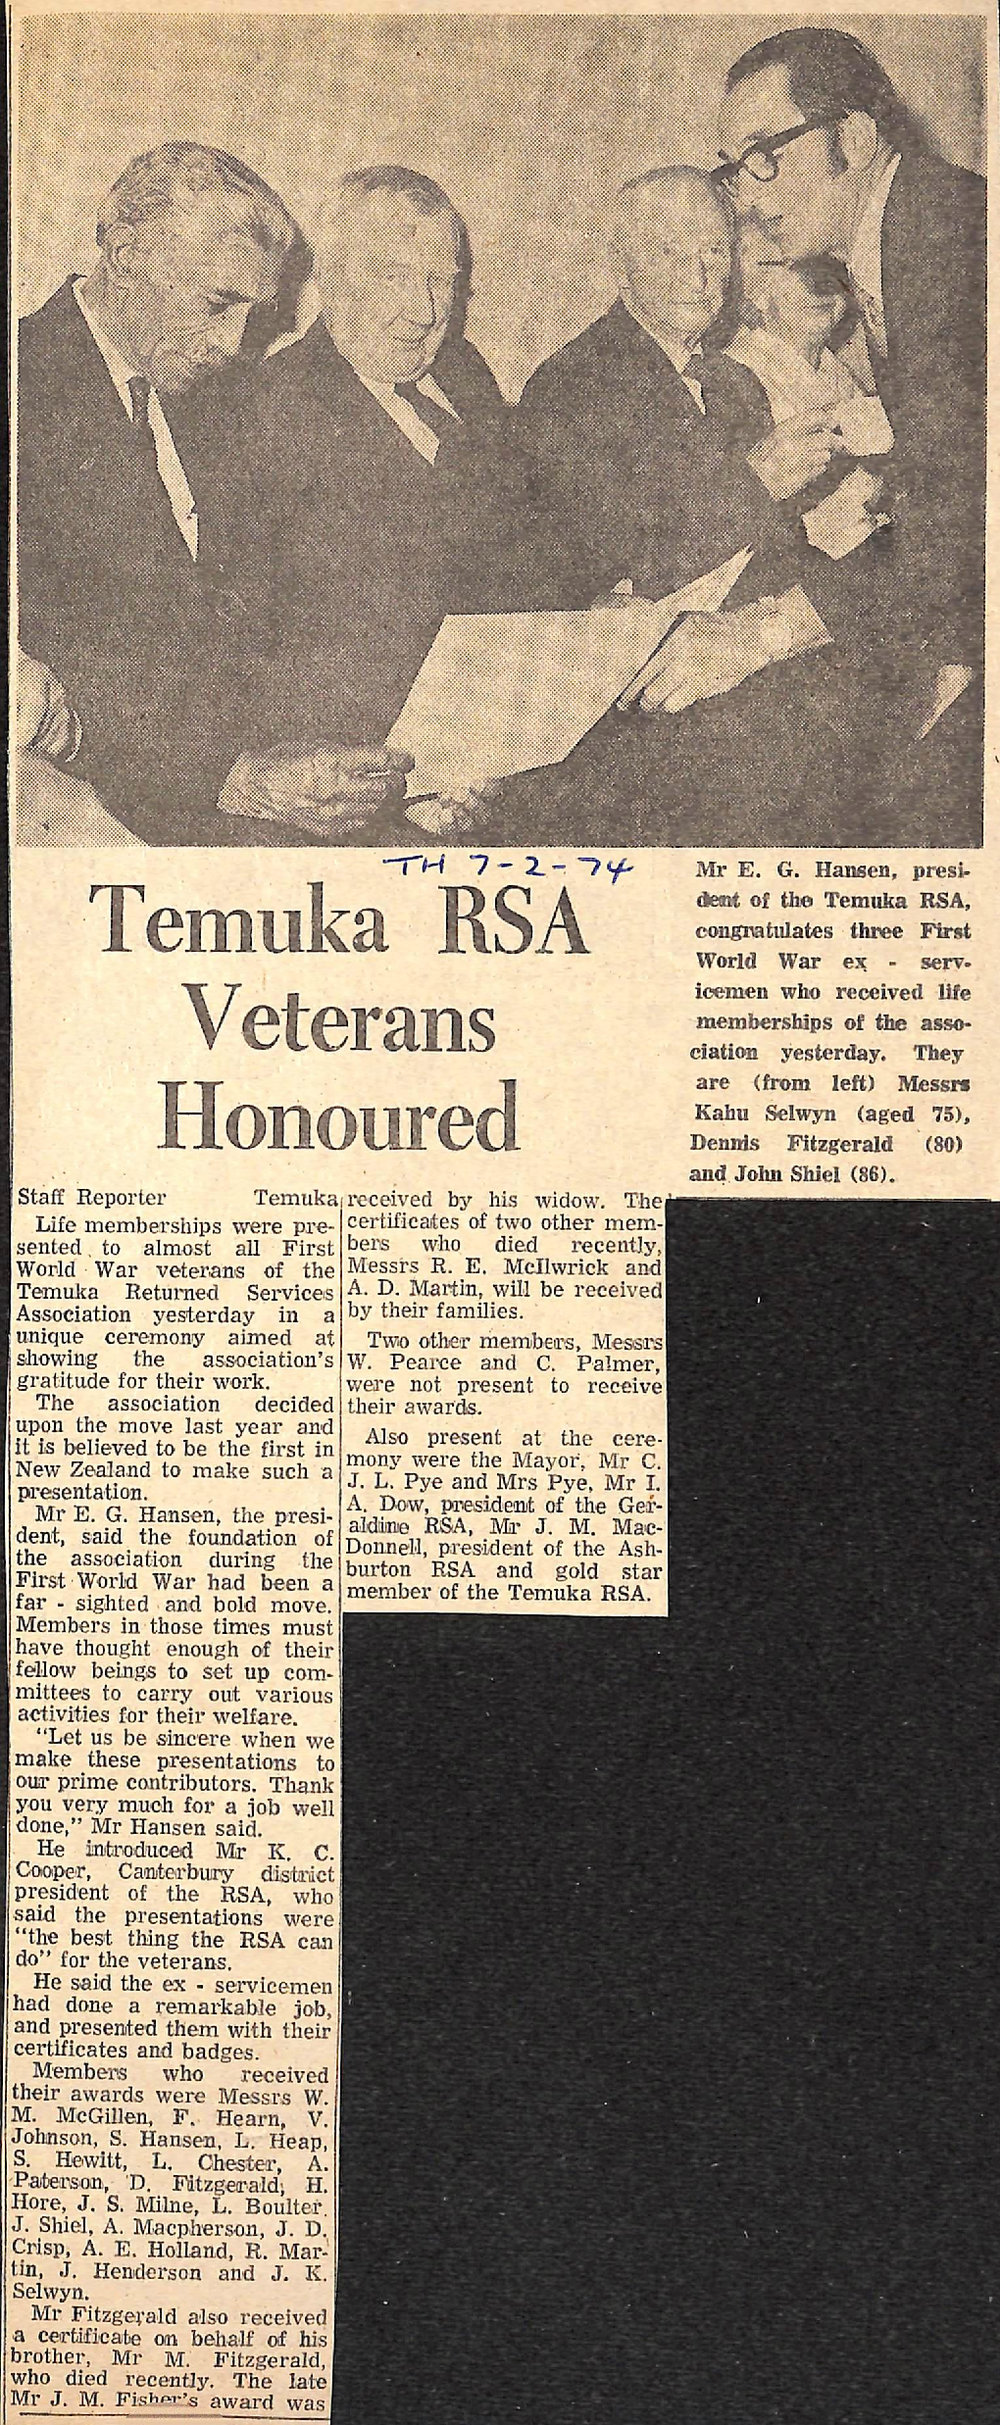 TH 7-2-74
Mr E. G. Hansen, presi-
dent of the Temuka RSA,
congratulates three First
World War ex - serv-
icemen who received life
memberships of the asso-
ciation yesterday. They
are (from left) Messrs
Kahu Selwyn (aged 75),
Dennis Fitzgerald (80)
and John Shiel (86).
Temuka RSA
Veterans
Honoured
Staff Reporter Temuka
Life memberships were pre-
sented to almost all First
World War veterans of the
Temuka Returned Services
Association yesterday in a
unique ceremony aimed at
showing the association's
gratitude for their work.
The association decided
upon the move last year and
it is believed to be the first in
New Zealand to make such a
presentation.
Mr E. G. Hansen, the presi-
dent, said the foundation of
the association during the
First World War had been a
far - sighted and bold move.
Members in those times must
have thought enough of their
fellow beings to set up com-
mittees to carry out various
activities for their welfare.
"Let us be sincere when we
make these presentations to
our prime contributors. Thank
you very much for a job well
done," Mr Hansen said.
He introduced Mr K. C.
Cooper, Canterbury district
president of the RSA, who
said the presentations were
"the best thing the RSA can
do" for the veterans.
He said the ex - servicemen
had done a remarkable job,
and presented them with their
certificates and badges.
Members who received
their awards were Messrs W.
M. McGillen, F. Hearn, V.
Johnson, S. Hansen, L. Heap,
S. Hewitt, L. Chester, A.
Paterson, D. Fitzgerald, H.
Hore, J. S. Milne, L. Boulter.
J. Shiel, A. Macpherson, J. D.
Crisp, A. E. Holland, R. Mar-
tin, J. Henderson and J. K.
Selwyn.
Mr Fitzgerald also received
a certificate on behalf of his
brother, Mr M. Fitzgerald,
who died recently. The late
Mr J. M. Fisher's award was
received by his widow. The
certificates of two other mem-
bers who died recently,
Messrs R. E. McIlwrick and
A. D. Martin, will be received
by their families.
Two other members, Messrs
W. Pearce and C. Palmer,
were not present to receive
their awards.
Also present at the cere-
mony were the Mayor, Mr C.
J. L. Pye and Mrs Pye, Mr I.
A. Dow, president of the Ger-
aldine RSA, Mr J. M. Mac-
Donnell, president of the Ash-
burton RSA and gold star
member of the Temuka RSA.